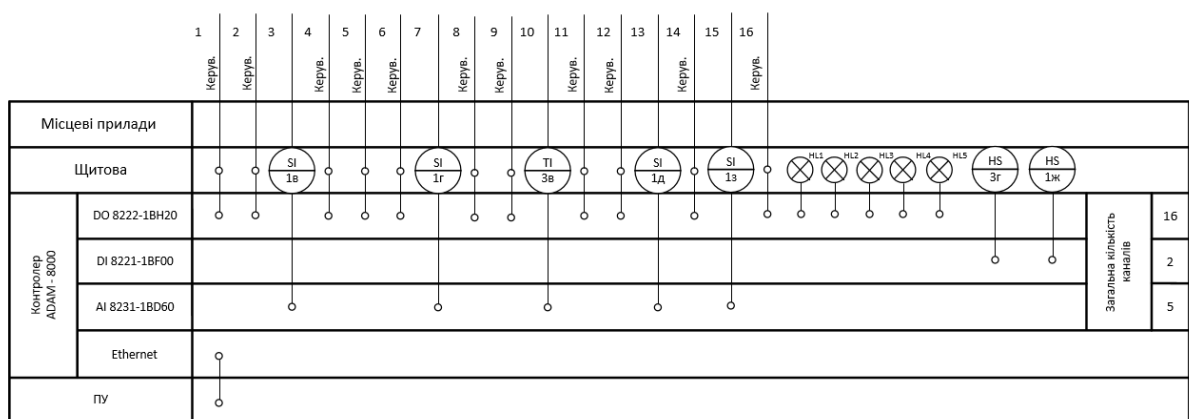 1 2 3 4 5 6 7 8 9 10 11 12 13 14 15 16
Керув. Керув. Керув. Керув. Керув. Керув. Керув. Керув. Керув. Керув. Керув.
Місцеві прилади
Щитова
SI
1в
SI
1г
TI
3в
SI
1д
SI
1з
HL1 HL2 HL3 HL4 HL5
HS
3г
HS
1ж
Контролер
ADAM - 8000
DO 8222-1BH20
DI 8221-1BF00
AI 8231-1BD60
Ethernet
Загальна кількість
каналів
16
2
5
ПУ